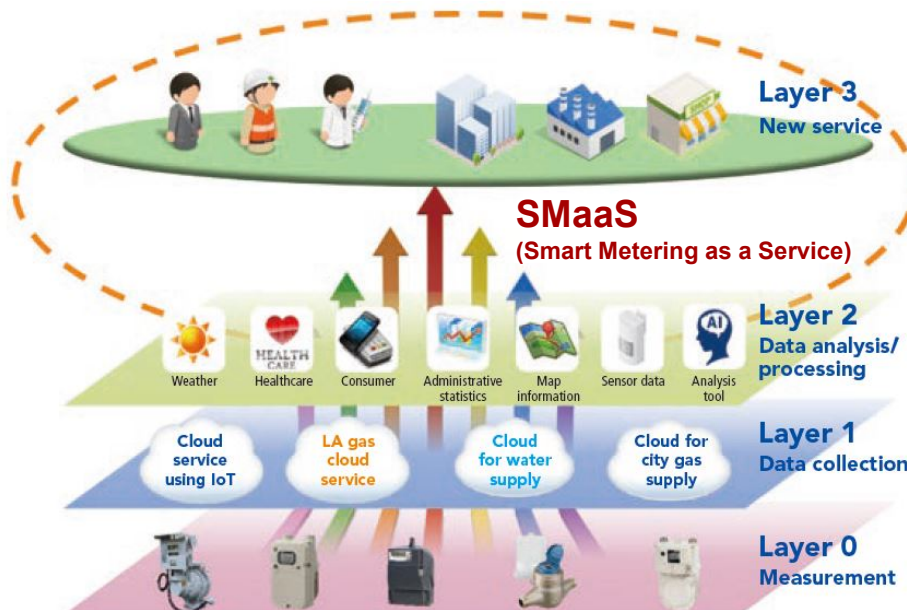 Layer 3
New service
SHOP
SMaaS
(Smart Metering as a Service)
Layer 2
Data analysis/
processing
HEALTH
CARE
AI
Weather
Healthcare
Consumer
Administrative
statistics
Map
information
Sensor data
Analysis
tool
Layer 1
Data collection
Cloud
service
using IoT
LA gas
cloud
service
Cloud
for water
supply
Cloud for
city gas
supply
Layer 0
Measurement